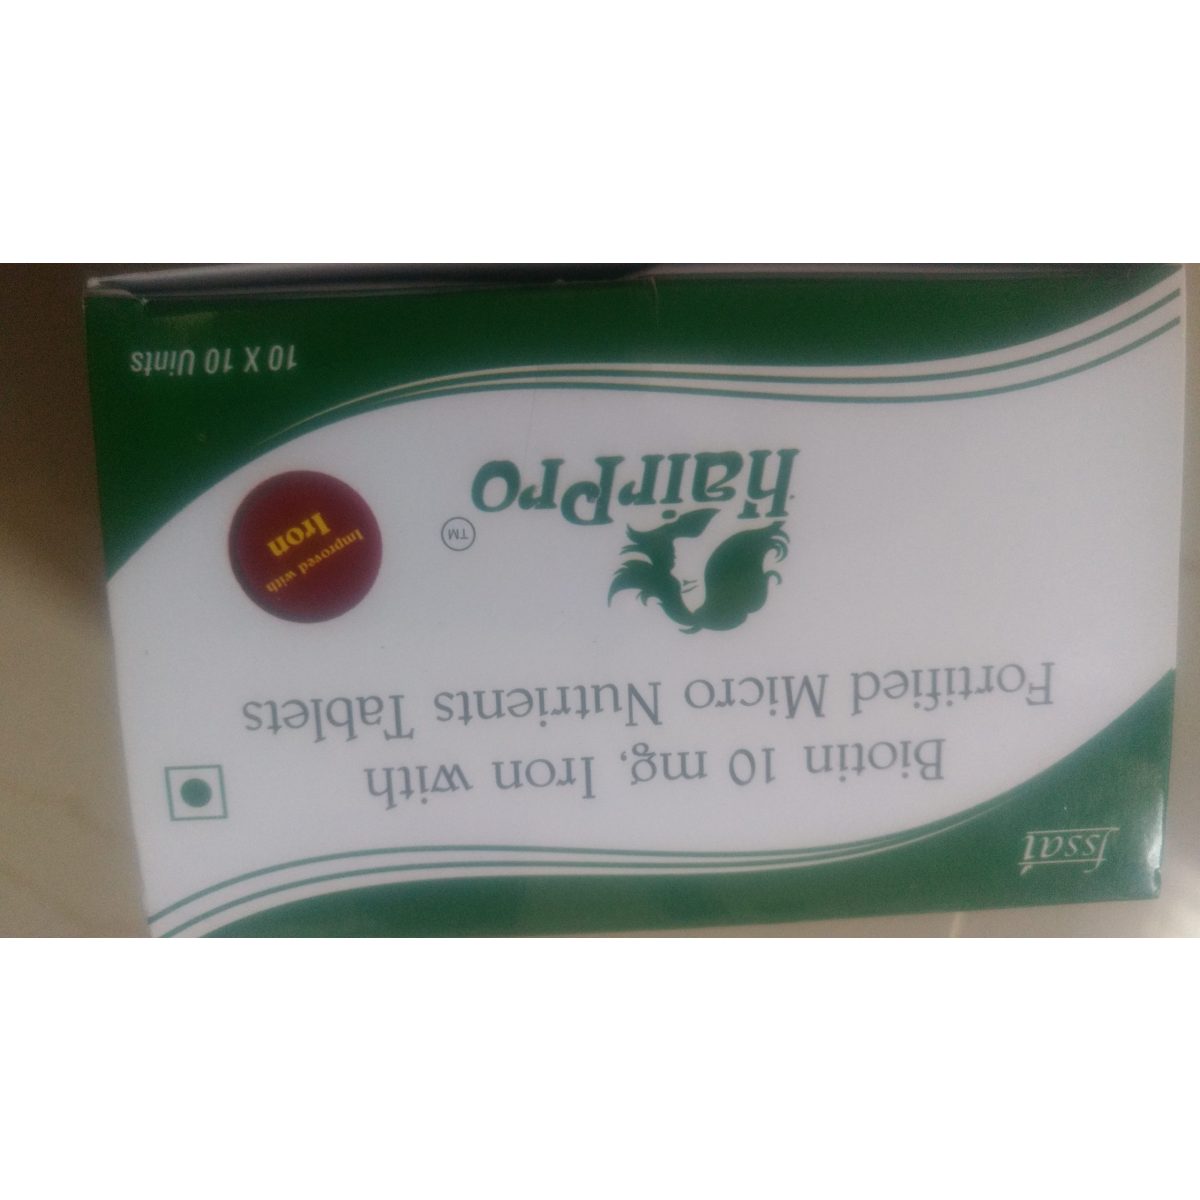 fssai
Biotin 10 mg, Iron with
Fortified Micro Nutrients Tablets
hairPro
TM
Improved with
Iron
10 X 10 Uints